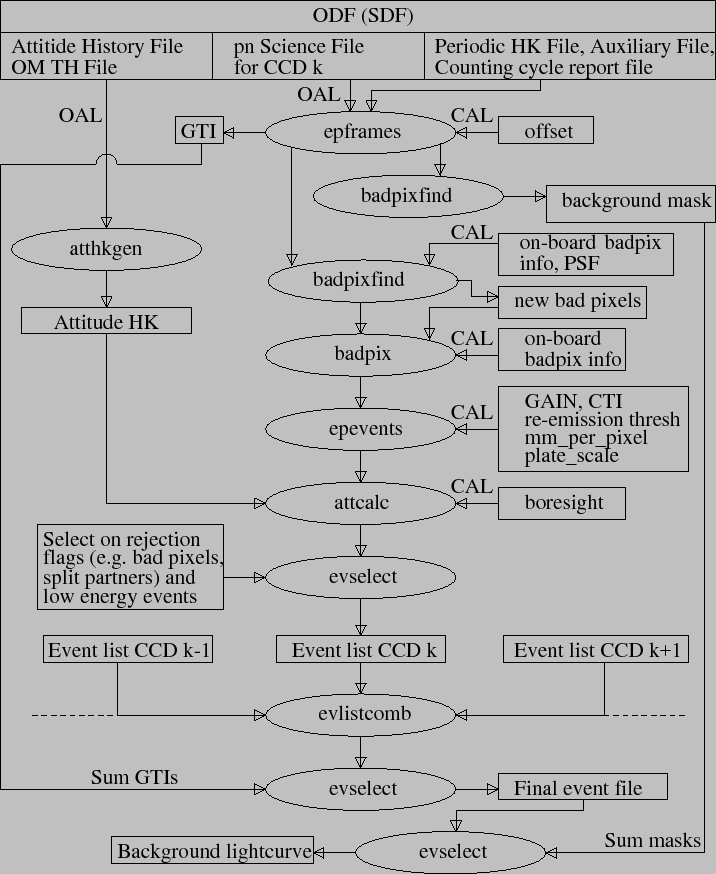 ODF (SDF)
Attitide History File
OM TH File
pn Science File
for CCD k
Periodic HK File, Auxiliary File,
Counting cycle report file
OAL
OAL
GTI
epframes
CAL
offset
badpixfind
background mask
atthkgen
CAL
on-board badpix
info, PSF
badpixfind
new bad pixels
Attitude HK
badpix
CAL
on-board
badpix info
epevents
CAL
GAIN, CTI
re-emission thresh
mm_per_pixel
plate_scale
attcalc
CAL
boresight
Select on rejection
flags (e.g. bad pixels,
split partners) and
low energy events
evselect
Event list CCD k-1
Event list CCD k
Event list CCD k+1
evlistcomb
Sum GTIs
evselect
Final event file
Sum masks
evselect
Background lightcurve